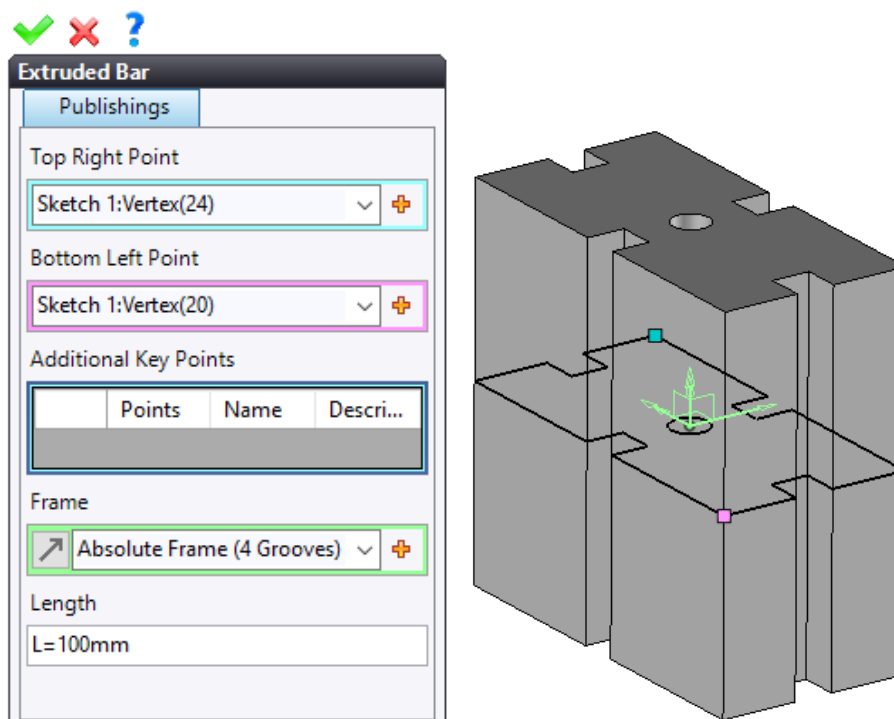 ?
Extruded Bar
Publishings
Top Right Point
Sketch 1:Vertex(24)
Bottom Left Point
Sketch 1:Vertex(20)
Additional Key Points
Points Name Descri...
Frame
Absolute Frame (4 Grooves)
Length
L=100mm